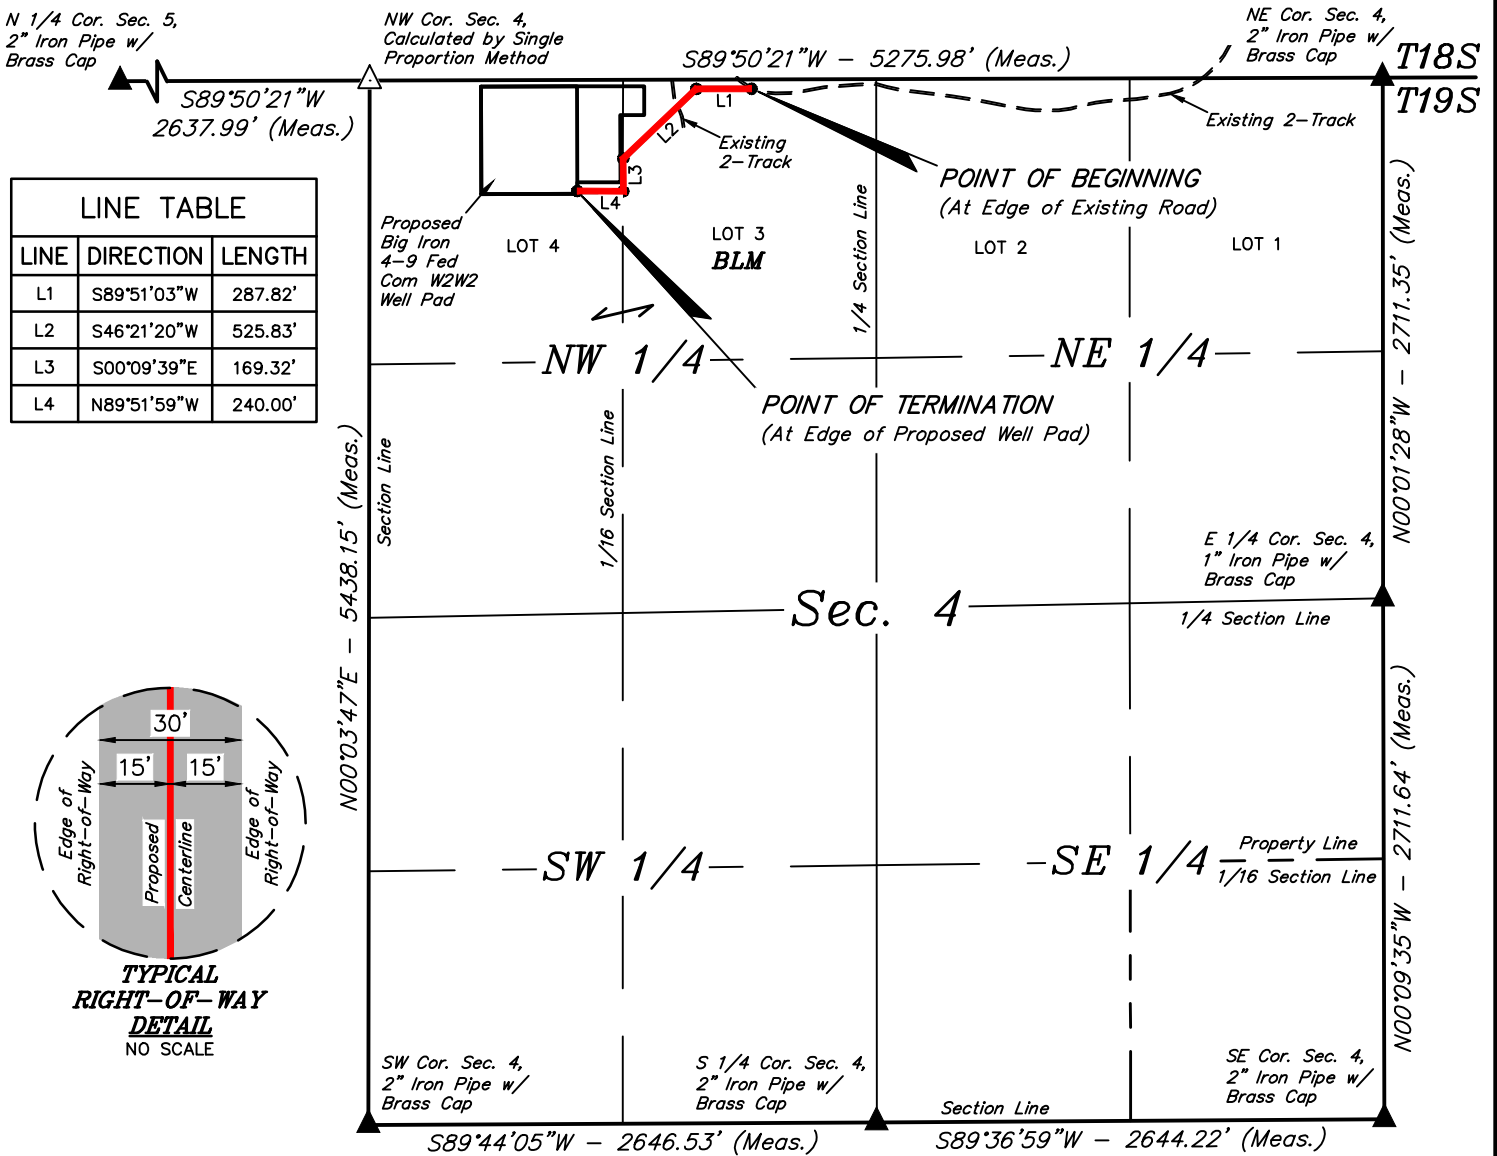 N 1/4 Cor. Sec. 5,
2" Iron Pipe w/
Brass Cap
NW Cor. Sec. 4,
Calculated by Single
Proportion Method
NE Cor. Sec. 4,
2" Iron Pipe w/
Brass Cap
S89°50'21"W – 5275.98' (Meas.)
T18S
T19S
S89°50'21"W
2637.99' (Meas.)
L1
L2
L3
L4
Existing
2-Track
Existing 2-Track
POINT OF BEGINNING
(At Edge of Existing Road)
LINE TABLE
LINE DIRECTION LENGTH
L1 S89°51'03"W 287.82'
L2 S46°21'20"W 525.83'
L3 S00°09'39"E 169.32'
L4 N89°51'59"W 240.00'
Proposed
Big Iron
4-9 Fed
Com W2W2
Well Pad
LOT 4
LOT 3
BLM
LOT 2
LOT 1
1/4 Section Line
N00°01'28"W – 2711.35' (Meas.)
NW 1/4
NE 1/4
POINT OF TERMINATION
(At Edge of Proposed Well Pad)
Section Line
1/16 Section Line
N00°03'47"E – 5438.15' (Meas.)
E 1/4 Cor. Sec. 4,
1" Iron Pipe w/
Brass Cap
Sec. 4
1/4 Section Line
N00°09'35"W – 2711.64' (Meas.)
30'
15' 15'
Edge of
Right-of-Way
Proposed
Centerline
Edge of
Right-of-Way
TYPICAL
RIGHT-OF-WAY
DETAIL
NO SCALE
SW 1/4
SE 1/4
Property Line
1/16 Section Line
SW Cor. Sec. 4,
2" Iron Pipe w/
Brass Cap
S 1/4 Cor. Sec. 4,
2" Iron Pipe w/
Brass Cap
SE Cor. Sec. 4,
2" Iron Pipe w/
Brass Cap
Section Line
S89°44'05"W – 2646.53' (Meas.)
S89°36'59"W – 2644.22' (Meas.)